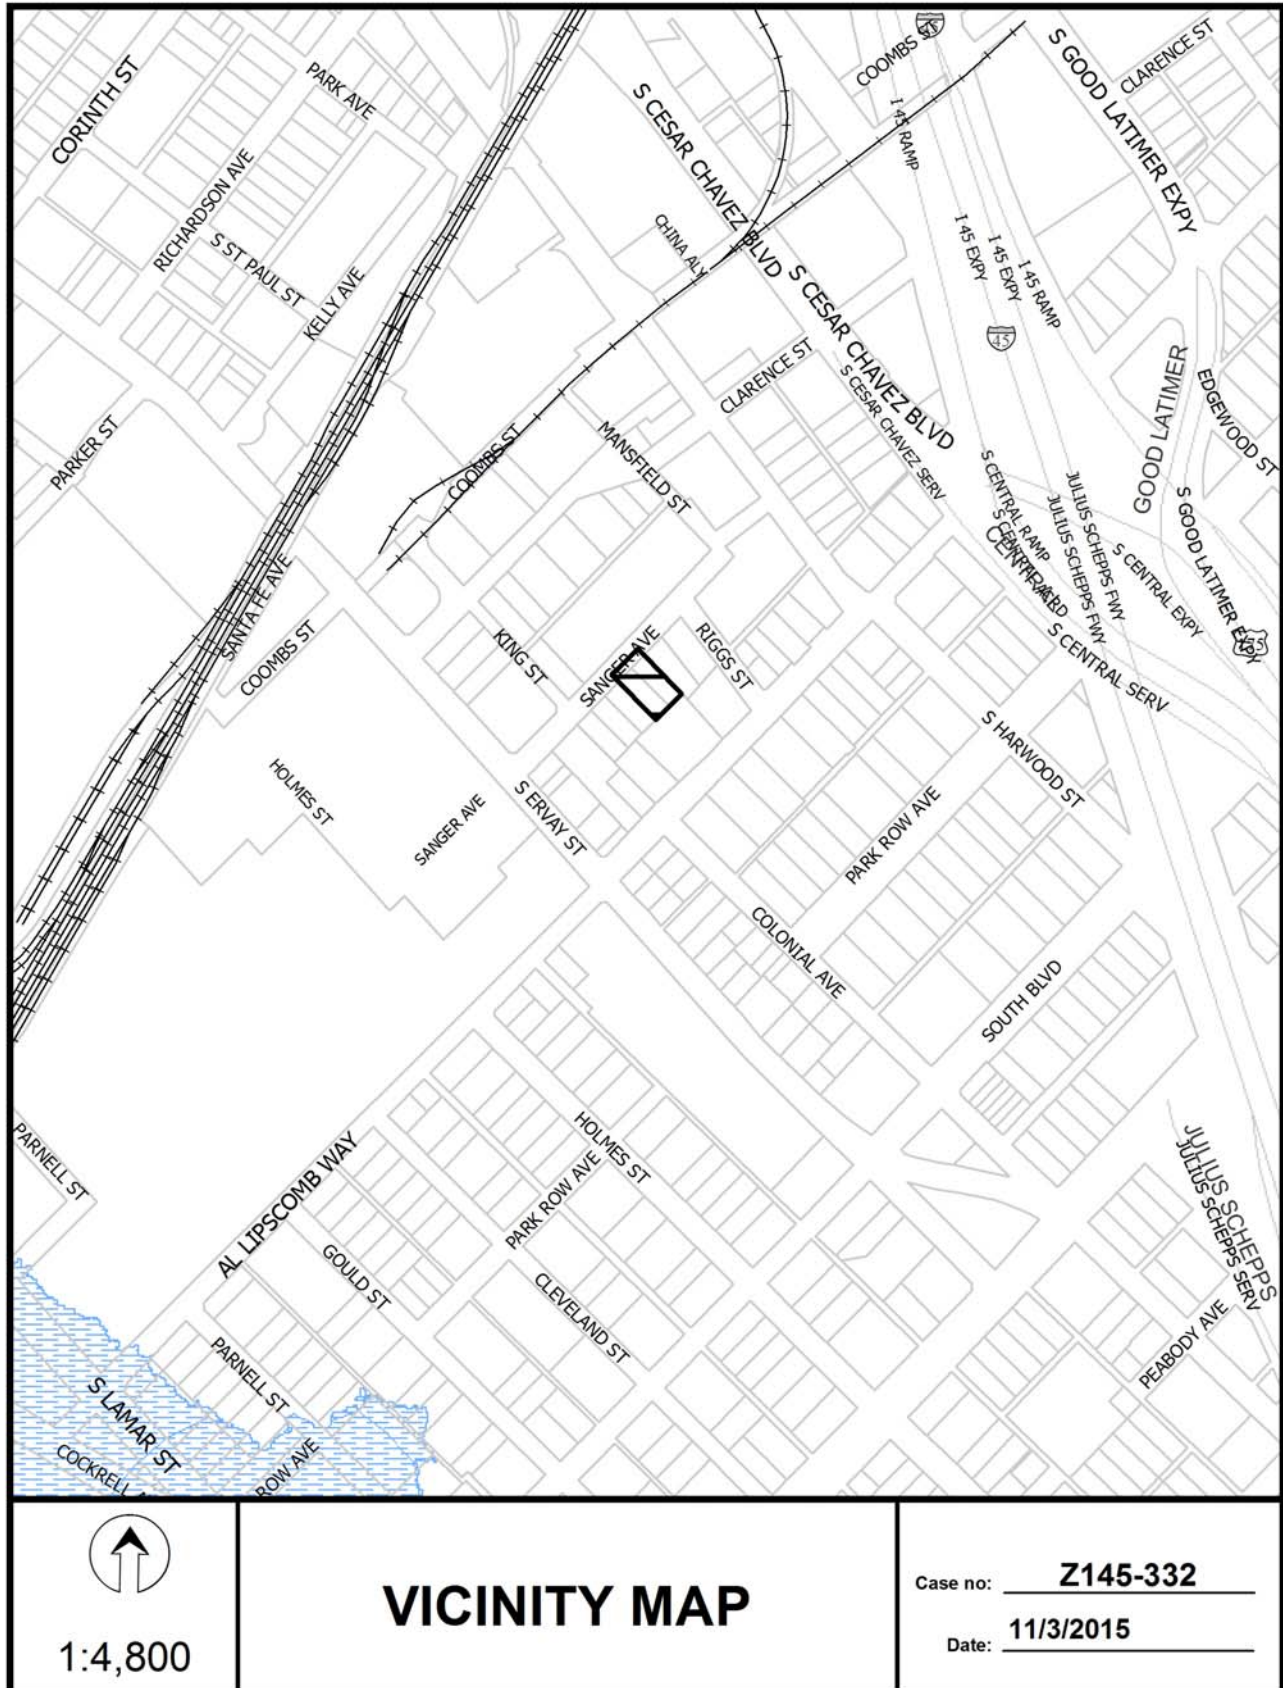 CORINTH ST
PARK AVE
RICHARDSON AVE
S ST PAUL ST
KELLY AVE
PARKER ST
S CESAR CHAVEZ BLVD
CHINA ALY
COOMBS ST
45
I 45 RAMP
S GOOD LATIMER EXPY
CLARENCE ST
I 45 EXPY
I 45 EXPY
I 45 RAMP
45
S CESAR CHAVEZ BLVD
CLARENCE ST
S CESAR CHAVEZ SERV
GOOD LATIMER
EDGEWOOD ST
COOMBS ST
MANSFIELD ST
S CENTRAL RAMP
JULIUS SCHEPPS FWY
JULIUS SCHEPPS FWY
S CENTRAL EXPY
S GOOD LATIMER EXPY
S CENTRAL SERV
SANTA FE AVE
COOMBS ST
KING ST
SANGER AVE
RIGGS ST
S HARWOOD ST
HOLMES ST
SANGER AVE
S ERVAY ST
PARK ROW AVE
COLONIAL AVE
SOUTH BLVD
PARNELL ST
AL LIPSCOMB WAY
HOLMES ST
PARK ROW AVE
JULIUS SCHEPPS
JULIUS SCHEPPS SERV
GOULD ST
CLEVELAND ST
PEABODY AVE
PARNELL ST
S LAMAR ST
COCKRELL
ROW AVE
1:4,800
VICINITY MAP
Case no: Z145-332
Date: 11/3/2015